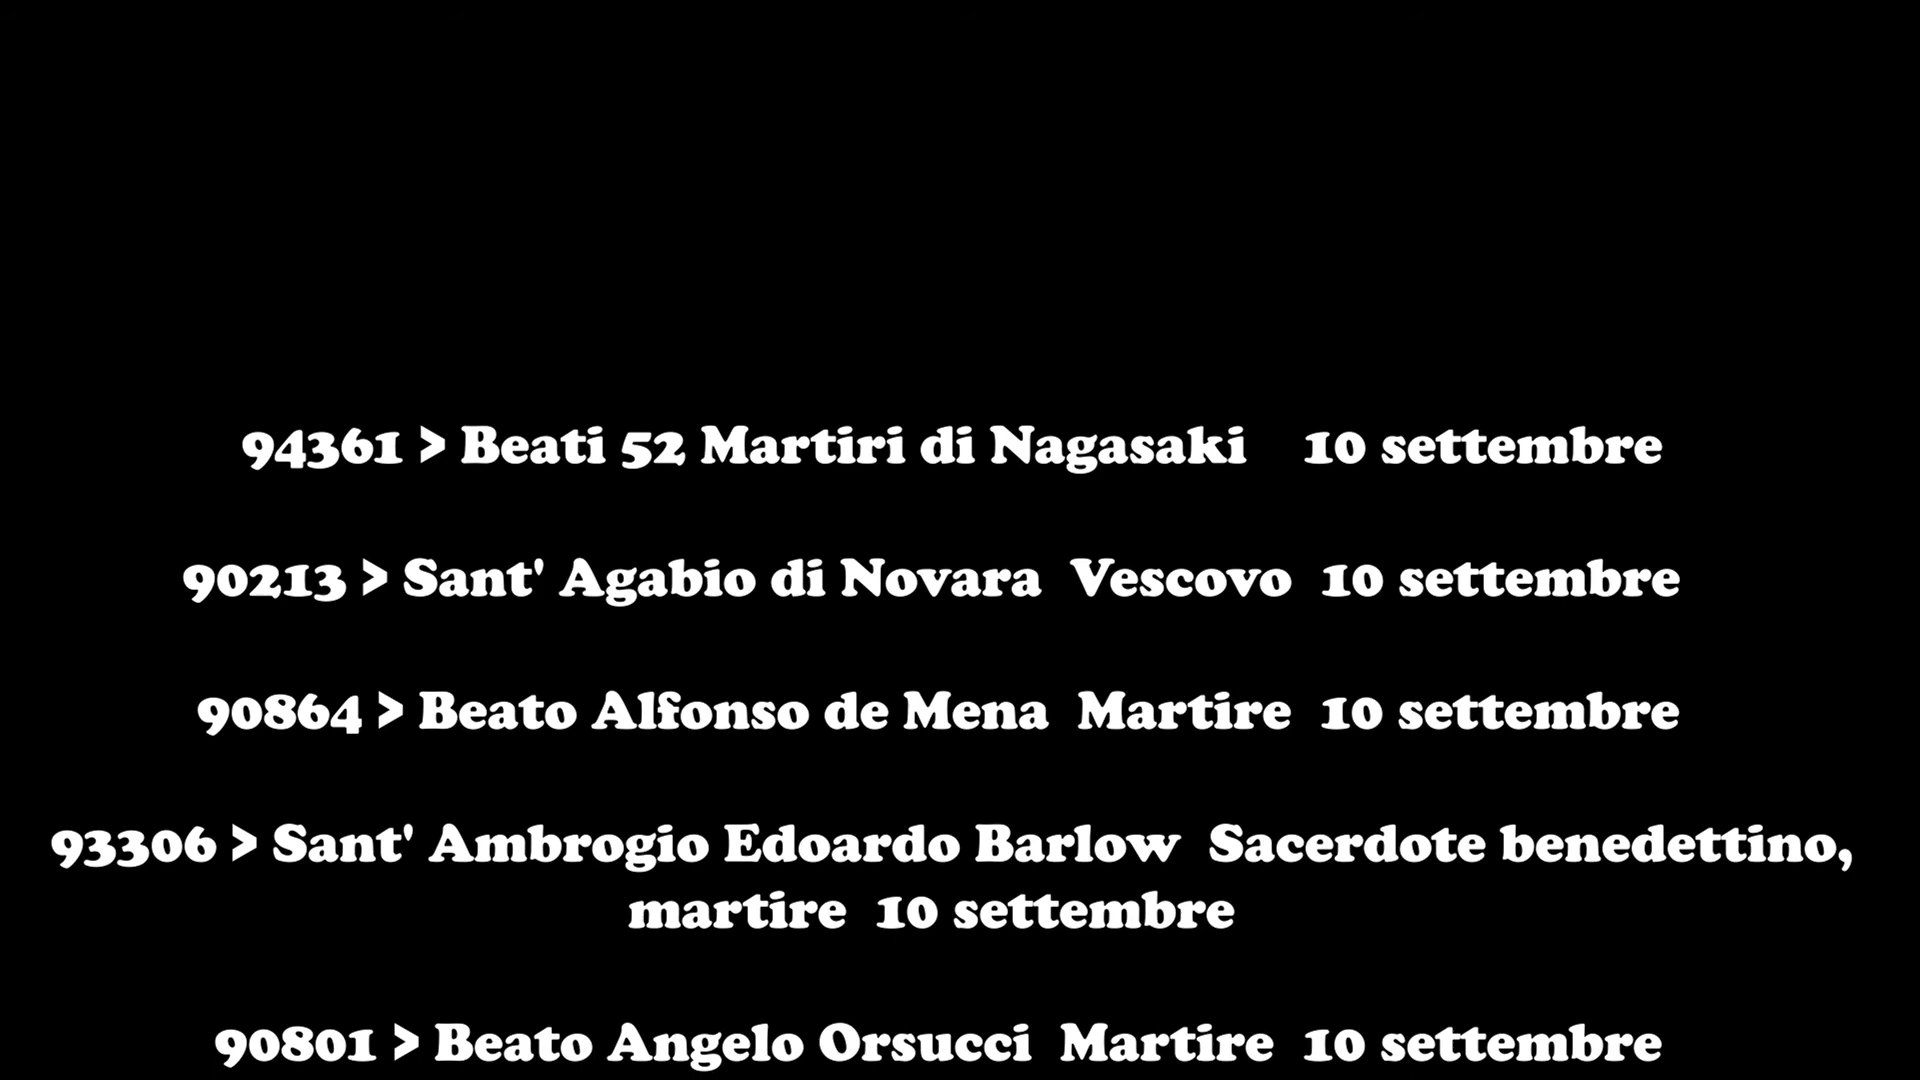 94361 > Beati 52 Martiri di Nagasaki    10 settembre
90213 > Sant' Agabio di Novara  Vescovo  10 settembre
90864 > Beato Alfonso de Mena  Martire  10 settembre
93306 > Sant' Ambrogio Edoardo Barlow  Sacerdote benedettino,
martire  10 settembre
90801 > Beato Angelo Orsucci  Martire  10 settembre